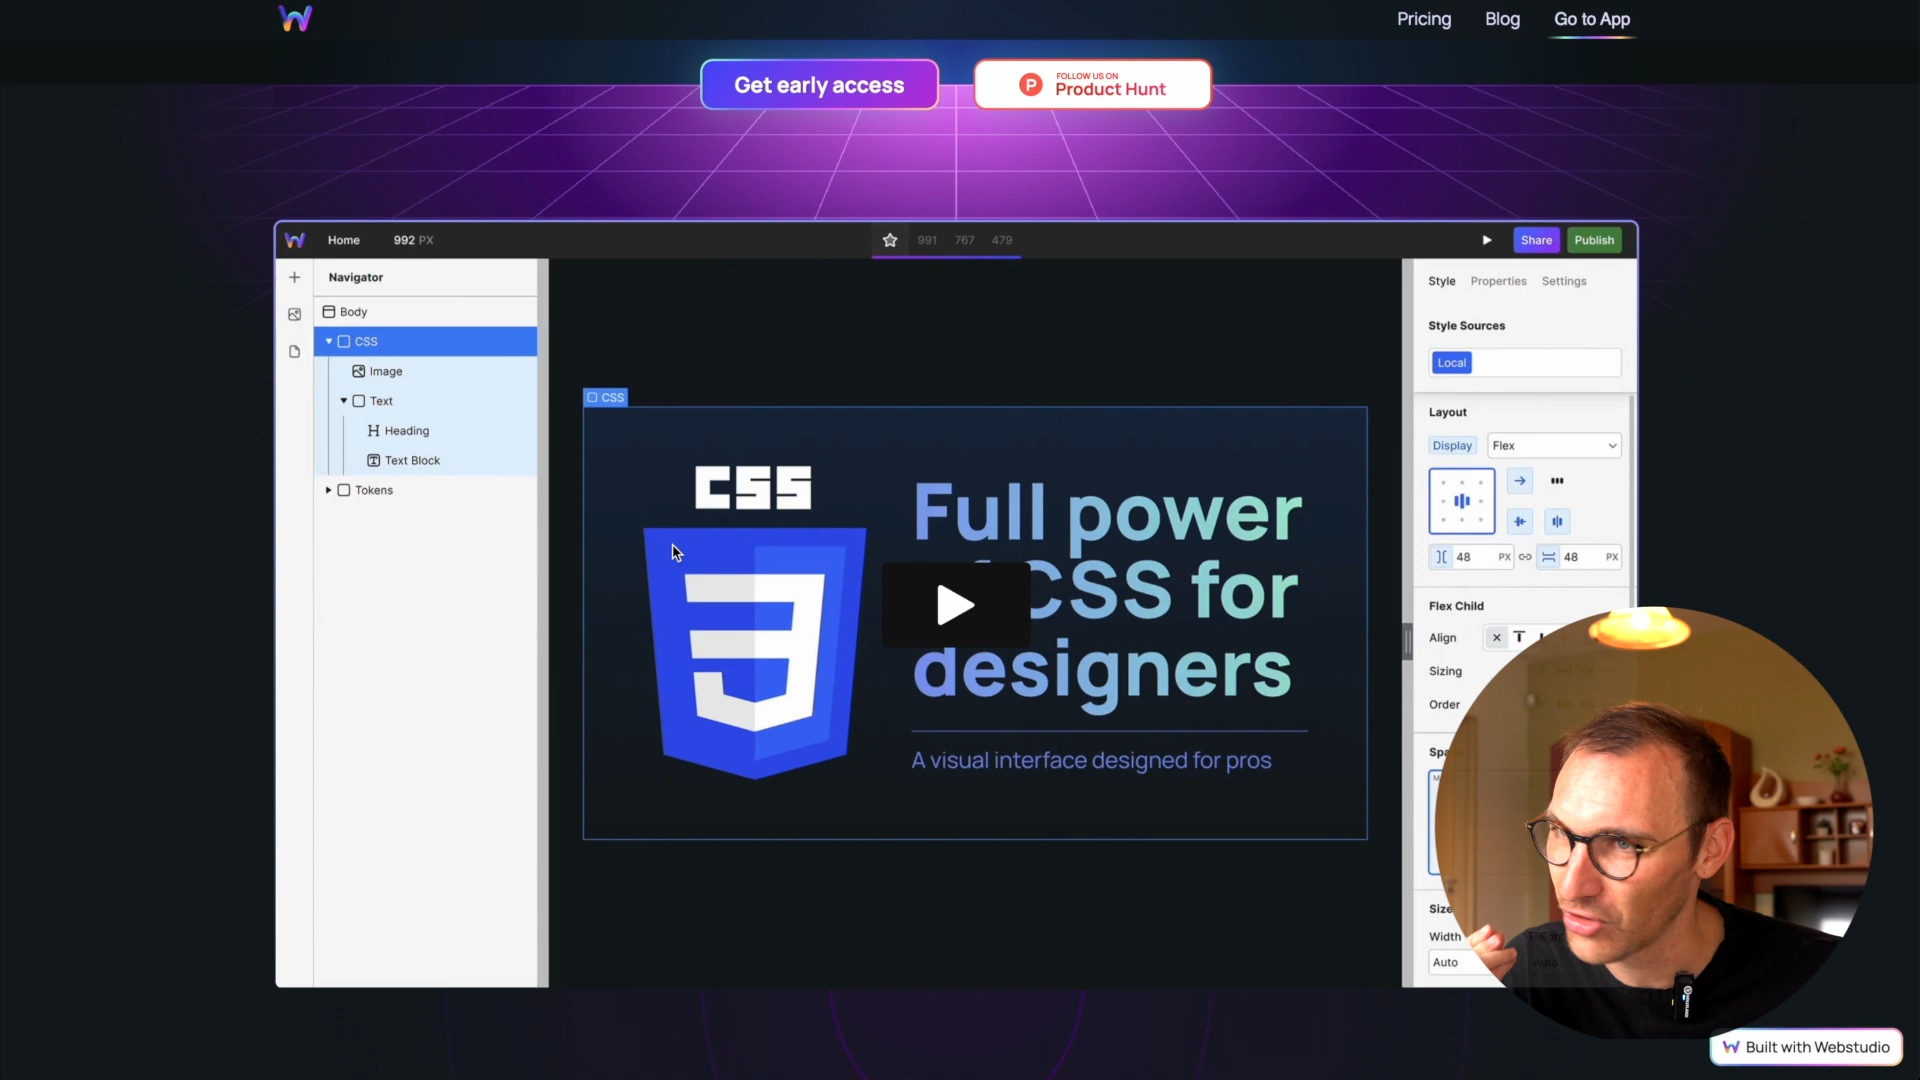 Pricing
Blog
Go to App
Get early access
FOLLOW US ON
Product Hunt
Home
992 PX
991
767
479
Share
Publish
Navigator
Style
Properties
Settings
Body
CSS
Image
Text
Heading
Text Block
Tokens
Style Sources
Local
Layout
Display
Flex
48 PX
48 PX
Flex Child
Align
Sizing
Order
Width
Auto
Auto
CSS
CSS
Full power
CSS for
designers
A visual interface designed for pros
Built with Webstudio